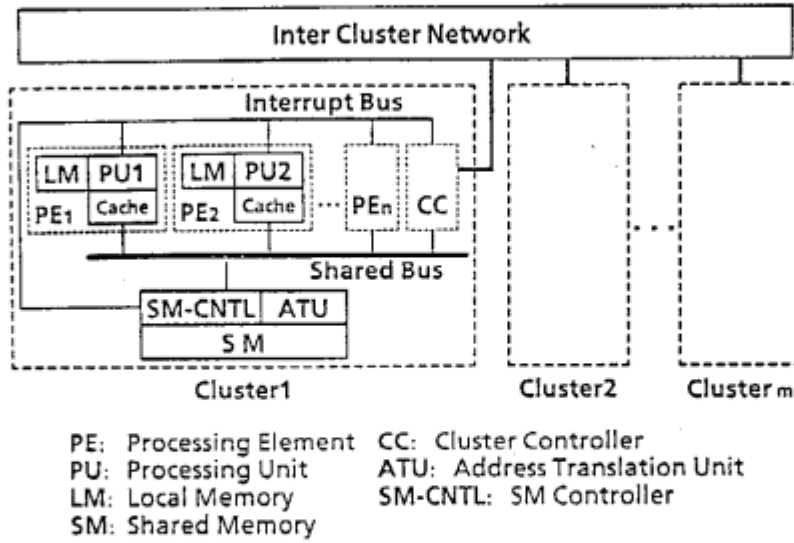 Inter Cluster Network
Interrupt Bus
LM PU1 LM PU2
PE1 Cache PE2 Cache ... PEn CC ...
Shared Bus
SM-CNTL ATU
SM
Cluster1 Cluster2 Cluster m
PE: Processing Element CC: Cluster Controller
PU: Processing Unit ATU: Address Translation Unit
LM: Local Memory SM-CNTL: SM Controller
SM: Shared Memory